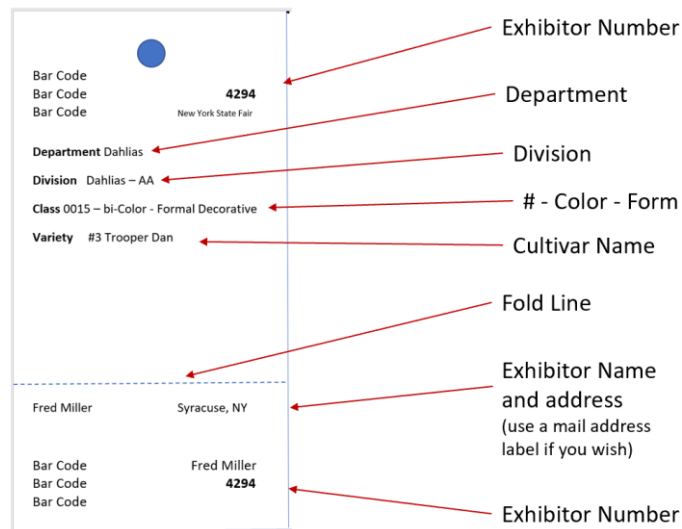 Exhibitor Number
Bar Code
Bar Code 4294
Bar Code New York State Fair
Department
Department Dahlias
Division
Division Dahlias – AA
# - Color - Form
Class 0015 – bi-Color - Formal Decorative
Variety #3 Trooper Dan
Cultivar Name
Fold Line
Exhibitor Name
and address
(use a mail address
label if you wish)
Fred Miller Syracuse, NY
Bar Code Fred Miller
Bar Code 4294
Bar Code
Exhibitor Number